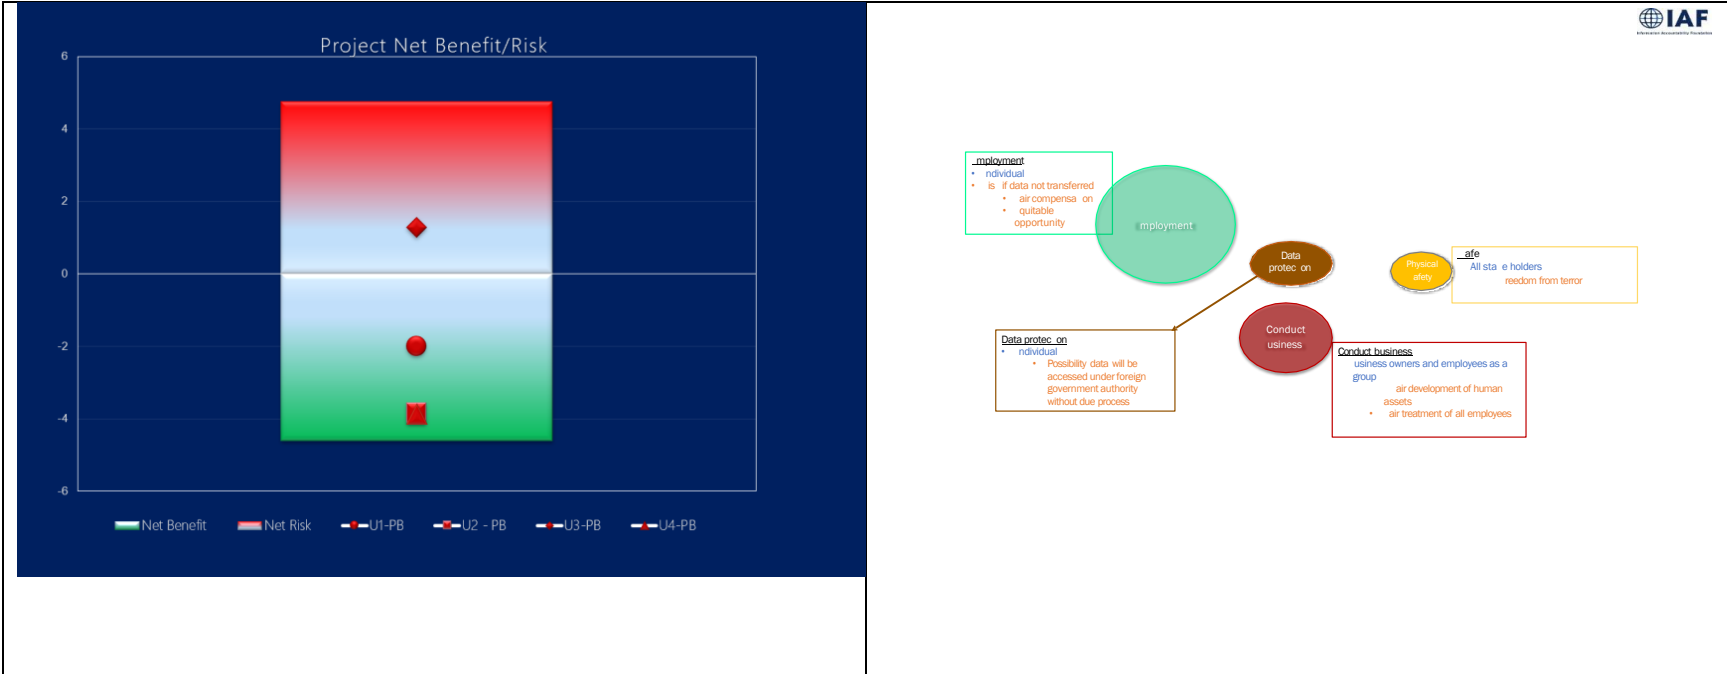 Project Net Benefit/Risk
6
4
2
0
-2
-4
-6
Net Benefit
Net Risk
U1-PB
U2 - PB
U3-PB
U4-PB
IAF
Information Accountability Foundation
mployment
• ndividual
• is if data not transferred
• air compensa on
• quitable
opportunity
mployment
Data
protec on
Physical
afety
afe
All sta e holders
reedom from terror
Conduct
usiness
Data protec on
• ndividual
• Possibility data will be
accessed under foreign
government authority
without due process
Conduct business
usiness owners and employees as a
group
air development of human
assets
• air treatment of all employees